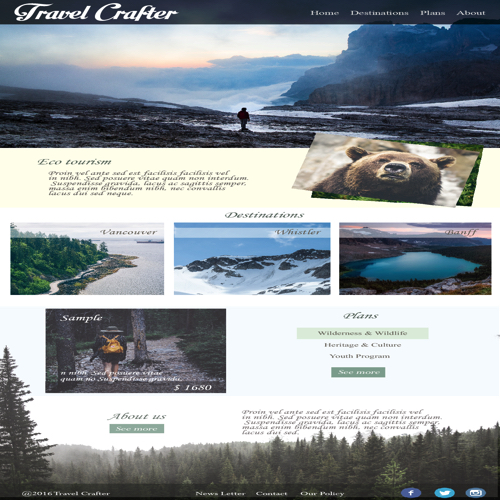 Travel Crafter
Home Destinations Plans About
Eco tourism
Proin vel ante sed est facilisis facilisis vel
in nibh. Sed posuere vitae quam non interdum.
Suspendisse gravida, lacus ac sagittis semper,
massa enim bibendum nibh, nec convallis
lacus dui sed neque.
Destinations
Vancouver Whistler Banff
Sample
n nibh. Sed posuere vitae
quam no Suspendisse gravida,
$ 1680
Plans
Wilderness & Wildlife
Heritage & Culture
Youth Program
See more
About us
See more
Proin vel ante sed est facilisis facilisis vel
in nibh. Sed posuere vitae quam non interdum.
Suspendisse gravida, lacus ac sagittis semper,
massa enim bibendum nibh, nec convallis
lacus dui sed.
@2016 Travel Crafter News Letter Contact Our Policy